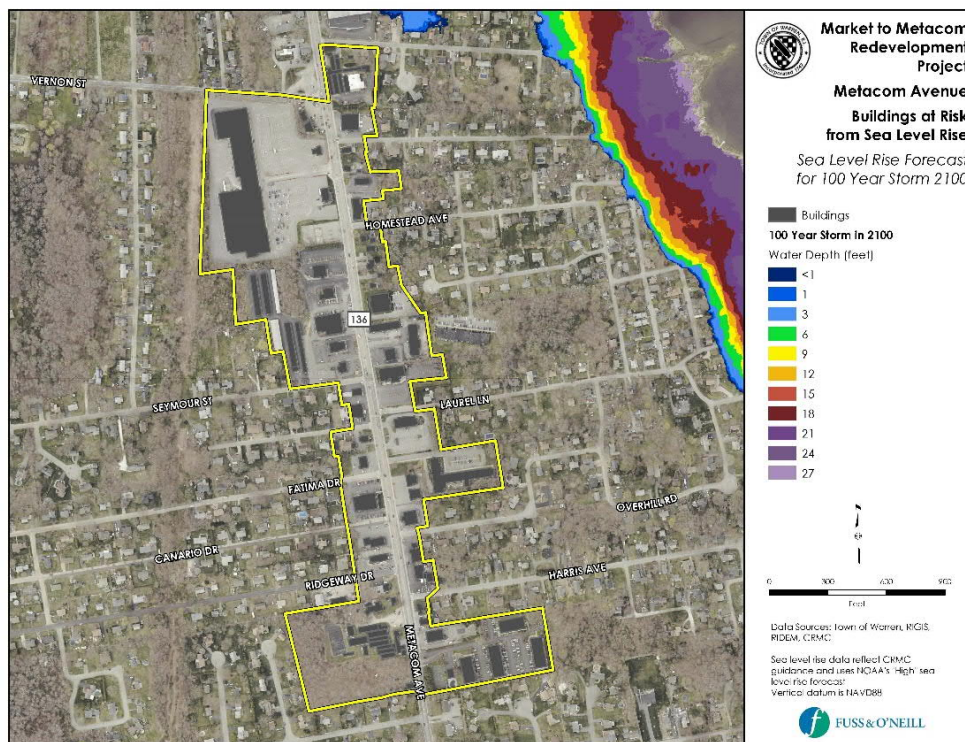 Market to Metacom
Redevelopment
Project
Metacom Avenue
Buildings at Risk
from Sea Level Rise
Sea Level Rise Forecast
for 100 Year Storm 2100
Buildings
100 Year Storm in 2100
Water Depth (feet)
<1
1
3
6
9
12
15
18
21
24
27
0 300 600 900
Feet
Data Sources: Town of Warren, RIGIS,
RIDEM, CRMC
Sea level rise data reflect CRMC
guidance and uses NOAA's "High" sea
level rise forecast
Vertical datum is NAVD88
FUSS & O'NEILL
TOWN OF WARREN, R.I.
VERNON ST
HOMESTEAD AVE
136
SEYMOUR ST
LAUREL LN
FATIMA DR
OVERHILL RD
CANARIO DR
RIDGEWAY DR
HARRIS AVE
METACOM AVE